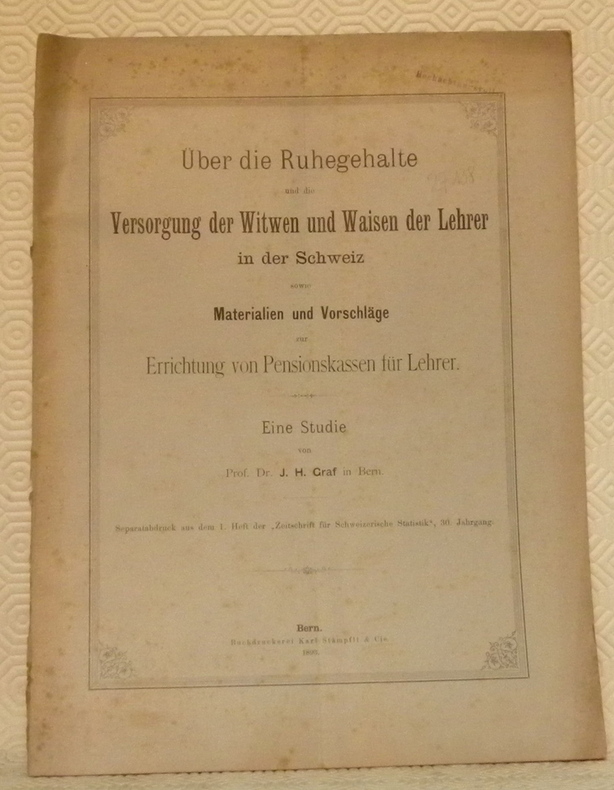 Über die Ruhegehalte
und die
Versorgung der Witwen und Waisen der Lehrer
in der Schweiz
sowie
Materialien und Vorschläge
zur
Errichtung von Pensionskassen für Lehrer.
Eine Studie
von
Prof. Dr. J. H. Graf in Bern.
Separatabdruck aus dem 1. Heft der „Zeitschrift für Schweizerische Statistik“, 30. Jahrgang.
Bern.
Buchdruckerei Karl Stämpfli & Cie